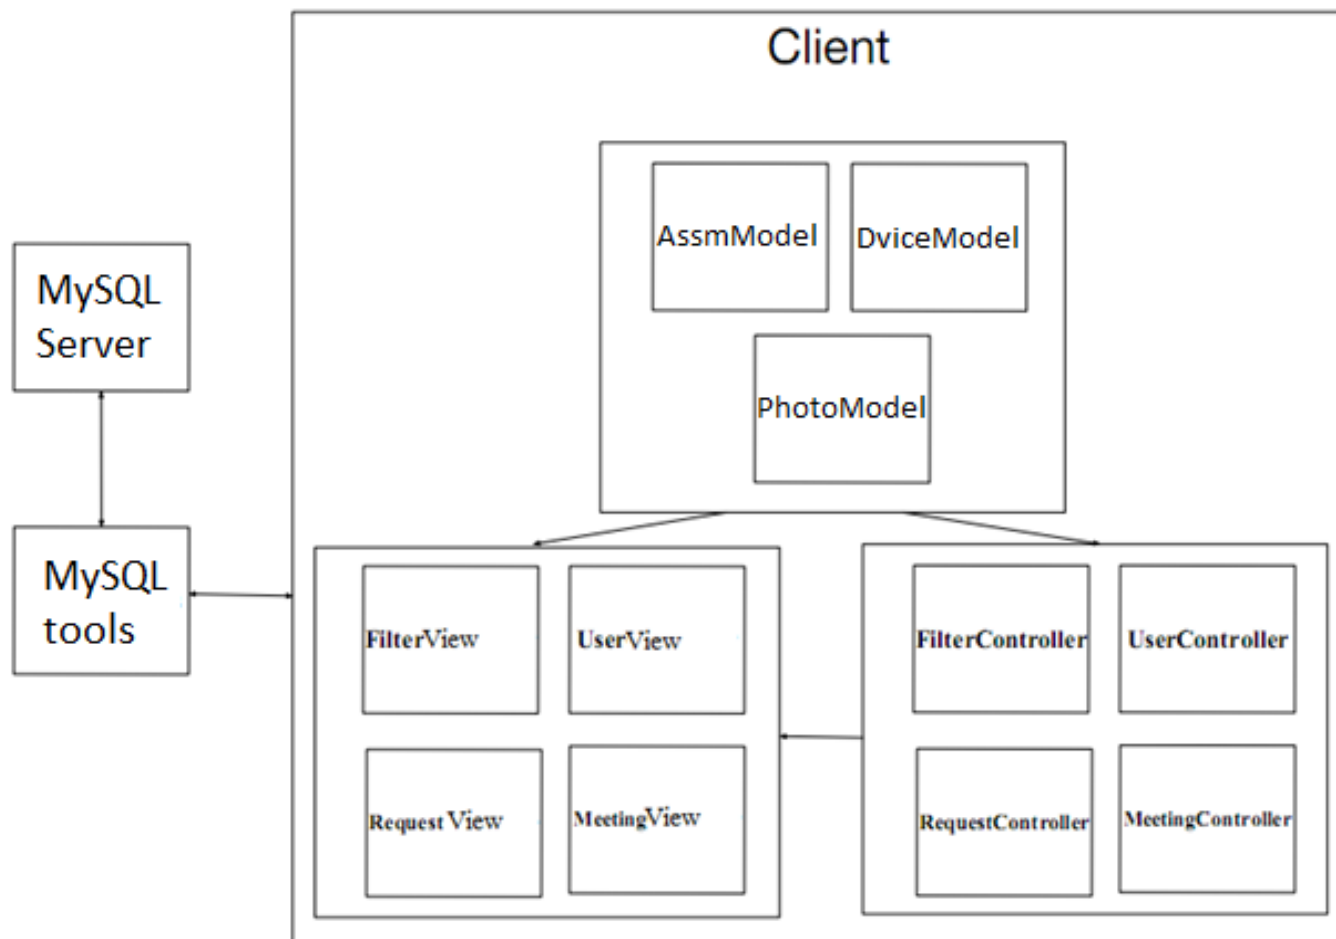 Client
AssmModel
DviceModel
MySQL
Server
PhotoModel
MySQL
tools
FilterView
UserView
FilterController
UserController
Request View
MeetingView
RequestController
MeetingController